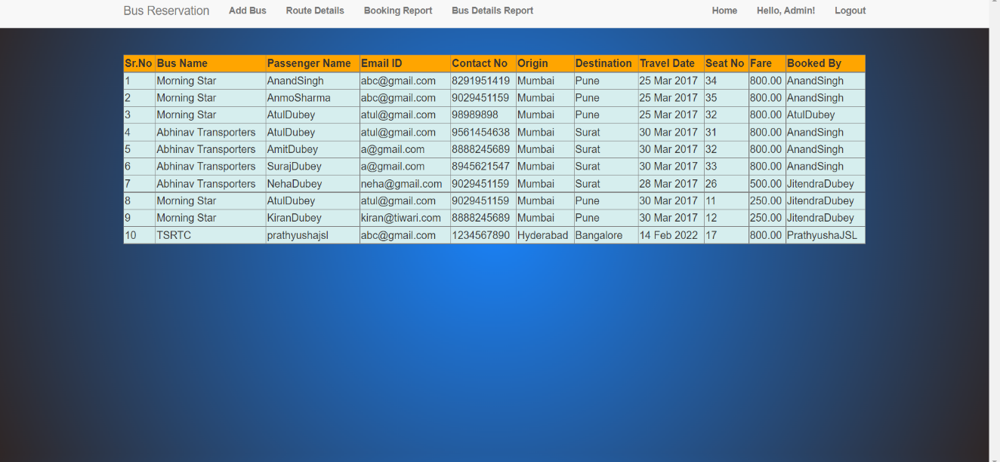 Bus Reservation Add Bus Route Details Booking Report Bus Details Report Home Hello, Admin! Logout
Sr.No Bus Name Passenger Name Email ID Contact No Origin Destination Travel Date Seat No Fare Booked By
1 Morning Star AnandSingh abc@gmail.com 8291951419 Mumbai Pune 25 Mar 2017 34 800.00 AnandSingh
2 Morning Star AnmoSharma abc@gmail.com 9029451159 Mumbai Pune 25 Mar 2017 35 800.00 AnandSingh
3 Morning Star AtulDubey atul@gmail.com 98989898 Mumbai Pune 25 Mar 2017 32 800.00 AtulDubey
4 Abhinav Transporters AtulDubey atul@gmail.com 9561454638 Mumbai Surat 30 Mar 2017 31 800.00 AnandSingh
5 Abhinav Transporters AmitDubey a@gmail.com 8888245689 Mumbai Surat 30 Mar 2017 32 800.00 AnandSingh
6 Abhinav Transporters SurajDubey a@gmail.com 8945621547 Mumbai Surat 30 Mar 2017 33 800.00 AnandSingh
7 Abhinav Transporters NehaDubey neha@gmail.com 9029451159 Mumbai Surat 28 Mar 2017 26 500.00 JitendraDubey
8 Morning Star AtulDubey atul@gmail.com 9029451159 Mumbai Pune 30 Mar 2017 11 250.00 JitendraDubey
9 Morning Star KiranDubey kiran@tiwari.com 8888245689 Mumbai Pune 30 Mar 2017 12 250.00 JitendraDubey
10 TSRTC prathyushajsl abc@gmail.com 1234567890 Hyderabad Bangalore 14 Feb 2022 17 800.00 PrathyushaJSL